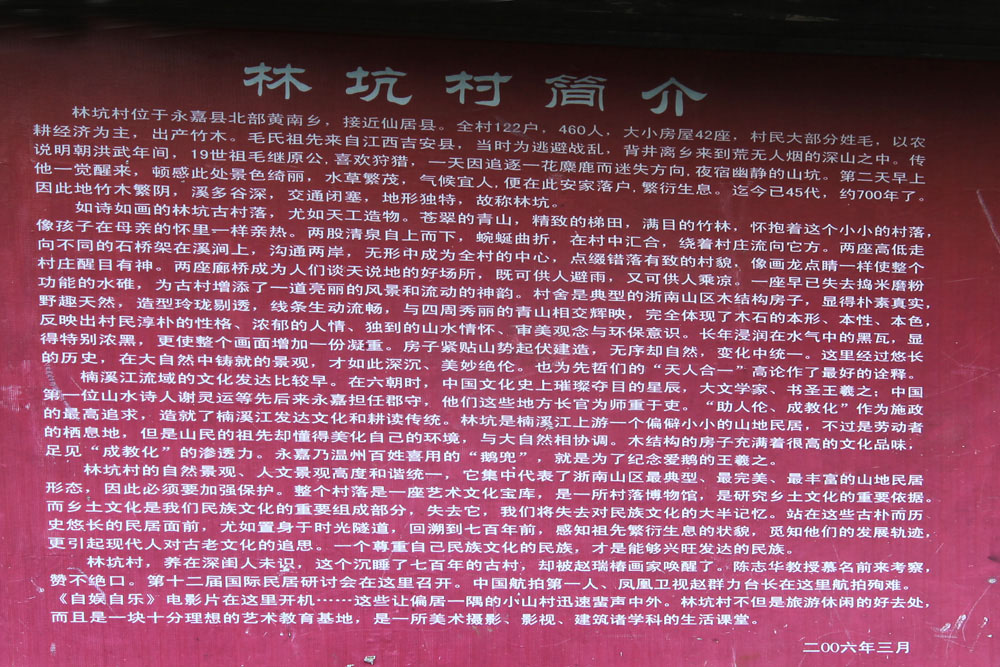 林坑村简介
林坑村位于永嘉县北部黄南乡，接近仙居县。全村122户，460人，大小房屋42座，村民大部分姓毛，以农
耕经济为主，出产竹木。毛氏祖先来自江西吉安县，当时为逃避战乱，背井离乡来到荒无人烟的深山之中。传
说明朝洪武年间，19世祖毛继原公，喜欢狩猎，一天因追逐一花麋鹿而迷失方向，夜宿幽静的山坑。第二天早上
他一觉醒来，顿感此处景色绮丽，水草繁茂，气候宜人，便在此安家落户，繁衍生息。迄今已45代，约700年了。
因此地竹木繁阴，溪多谷深，交通闭塞，地形独特，故称林坑。
如诗如画的林坑古村落，尤如天工造物。苍翠的青山，精致的梯田，满目的竹林，怀抱着这个小小的村落，
像孩子在母亲的怀里一样亲热。两股清泉自上而下，蜿蜒曲折，在村中汇合，绕着村庄流向它方。两座高低走
向不同的石桥架在溪涧上，沟通两岸，无形中成为全村的中心，点缀错落有致的村貌，像画龙点睛一样使整个
村庄醒目有神。两座廊桥成为人们谈天说地的好场所，既可供人避雨，又可供人乘凉。一座早已失去捣米磨粉
功能的水碓，为古村增添了一道亮丽的风景和流动的神韵。村舍是典型的浙南山区木结构房子，显得朴素真实，
野趣天然，造型玲珑剔透，线条生动流畅，与四周秀丽的青山相交辉映，完全体现了木石的本形、本性、本色，
反映出村民淳朴的性格、浓郁的人情、独到的山水情怀、审美观念与环保意识。长年浸润在水气中的黑瓦，显
得特别浓黑，更使整个画面增加一份凝重。房子紧贴山势起伏建造，无序却自然，变化中统一。这里经过悠长
的历史，在大自然中铸就的景观，才如此深沉、美妙绝伦。也为先哲们的“天人合一”高论作了最好的诠释。
楠溪江流域的文化发达比较早。在六朝时，中国文化史上璀璨夺目的星辰，大文学家、书圣王羲之；中国
第一位山水诗人谢灵运等先后来永嘉担任郡守，他们这些地方长官为师重于吏。“助人伦、成教化”作为施政
的最高追求，造就了楠溪江发达文化和耕读传统。林坑是楠溪江上游一个偏僻小小的山地民居，不过是劳动者
的栖息地，但是山民的祖先却懂得美化自己的环境，与大自然相协调。木结构的房子充满着很高的文化品味，
足见“成教化”的渗透力。永嘉乃温州百姓喜用的“鹅兜”，就是为了纪念爱鹅的王羲之。
林坑村的自然景观、人文景观高度和谐统一，它集中代表了浙南山区最典型、最完美、最丰富的山地民居
形态，因此必须要加强保护。整个村落是一座艺术文化宝库，是一所村落博物馆，是研究乡土文化的重要依据。
而乡土文化是我们民族文化的重要组成部分，失去它，我们将失去对民族文化的大半记忆。站在这些古朴而历
史悠长的民居面前，尤如置身于时光隧道，回溯到七百年前，感知祖先繁衍生息的状貌，觅知他们的发展轨迹，
更引起现代人对古老文化的追思。一个尊重自己民族文化的民族，才是能够兴旺发达的民族。
林坑村，养在深闺人未识，这个沉睡了七百年的古村，却被赵瑞椿画家唤醒了。陈志华教授慕名前来考察，
赞不绝口。第十二届国际民居研讨会在这里召开。中国航拍第一人、凤凰卫视赵群力台长在这里航拍殉难。
《自娱自乐》电影片在这里开机……这些让偏居一隅的小山村迅速蜚声中外。林坑村不但是旅游休闲的好去处，
而且是一块十分理想的艺术教育基地，是一所美术摄影、影视、建筑诸学科的生活课堂。
二00六年三月